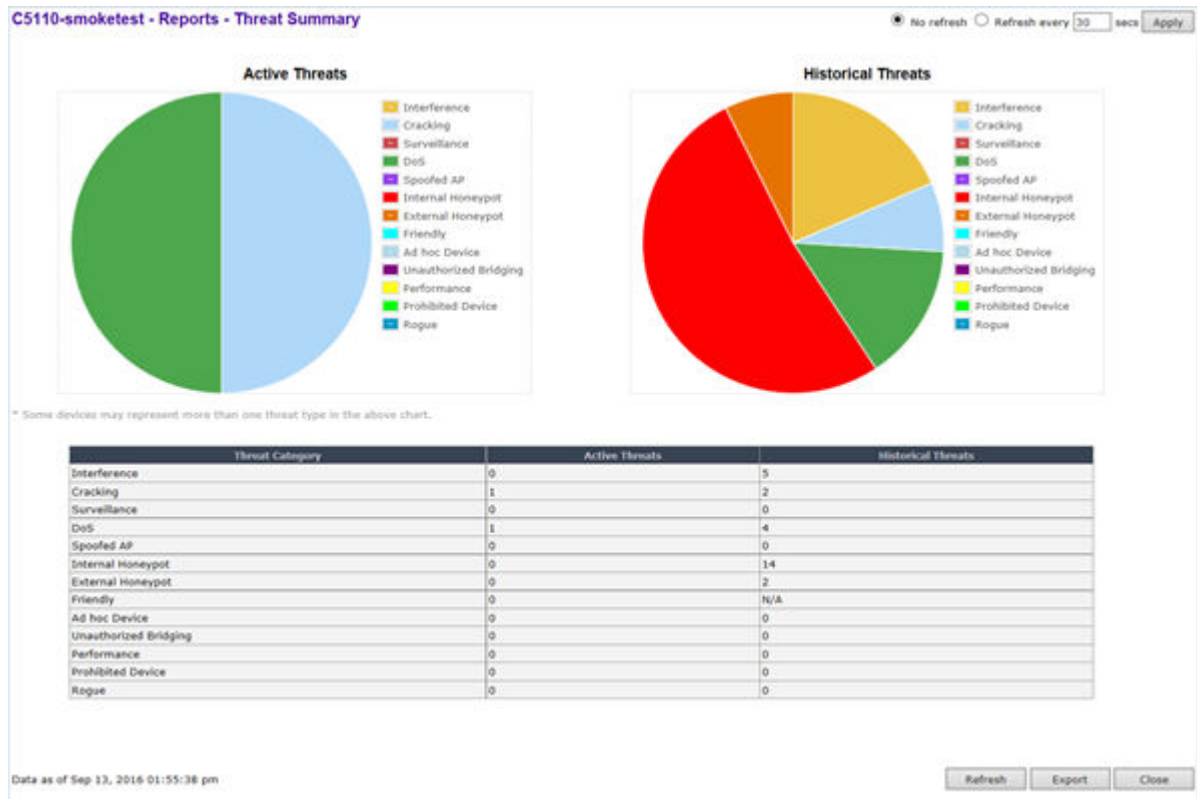 C5110-smoketest - Reports - Threat Summary
No refresh Refresh every 30 secs Apply
Active Threats
Interference
Cracking
Surveillance
DoS
Spoofed AP
Internal Honeypot
External Honeypot
Friendly
Ad hoc Device
Unauthorized Bridging
Performance
Prohibited Device
Rogue
Historical Threats
Interference
Cracking
Surveillance
DoS
Spoofed AP
Internal Honeypot
External Honeypot
Friendly
Ad hoc Device
Unauthorized Bridging
Performance
Prohibited Device
Rogue
* Some devices may represent more than one threat type in the above chart.
Threat Category Active Threats Historical Threats
Interference 0 5
Cracking 1 2
Surveillance 0 0
DoS 1 4
Spoofed AP 0 0
Internal Honeypot 0 14
External Honeypot 0 2
Friendly 0 N/A
Ad hoc Device 0 0
Unauthorized Bridging 0 0
Performance 0 0
Prohibited Device 0 0
Rogue 0 0
Data as of Sep 13, 2016 01:55:38 pm
Refresh Export Close